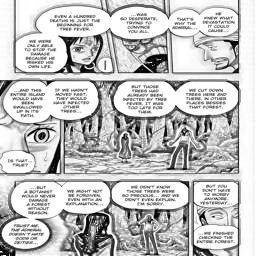 HE KNEW
WHAT
DEVASTATION
IT COULD
CAUSE.
THAT'S
WHY THE
ADMIRAL...
...WAS
SO
DESPERATE,
TRYING TO
CONVINCE
YOU ALL.
EVEN A HUNDRED
VICTIMS IS
JUST THE
BEGINNING FOR
TREE FEVER.
WE WERE
ONLY ABLE
TO STOP THE
DAMAGE
BECAUSE HE
RISKED HIS
OWN LIFE.
WE CUT DOWN
TREES HERE AND
THERE, IN OTHER
PLACES BESIDES
THAT FOREST.
BUT THOSE
TREES HAD
ALREADY BEEN
INFECTED BY TREE
FEVER. IT WAS
TOO LATE FOR
THEM.
IF WE HADN'T
MOVED FAST,
THEY WOULD
HAVE INFECTED
OTHER
TREES...
...AND THIS
ENTIRE
ISLAND
WOULD HAVE
BEEN
SWALLOWED
UP IN ITS
PATH.
IS THAT...
TRUE?
BUT YOU
DON'T HAVE
TO WORRY
ANYMORE.
YESTERDAY...
...WE
FINISHED
CHECKING
THE ENTIRE
FOREST.
WE DIDN'T KNOW
THOSE TREES WERE
SO PRECIOUS... AND WE
DIDN'T EVEN EXPLAIN.
I'M SORRY.
WE MIGHT NOT
BE FORGIVEN,
EVEN WITH AN
EXPLANATION...
...BUT
A BOTANIST
WOULD NEVER
DAMAGE
A FOREST
WITHOUT
REASON.
TRUST ME,
THE ADMIRAL
DOESN'T HATE
GODS OR
DEITIES...